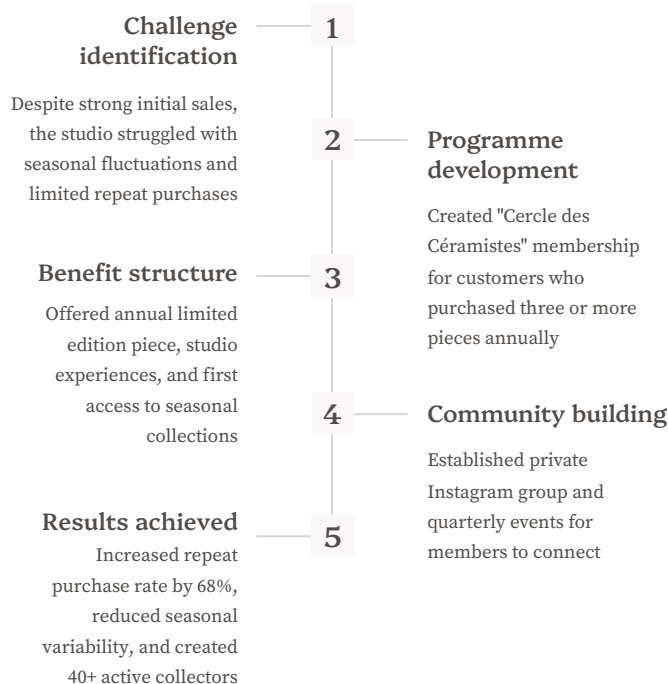 Challenge
identification
1
Despite strong initial sales,
the studio struggled with
seasonal fluctuations and
limited repeat purchases
2
Programme
development
Created "Cercle des
Céramistes" membership
for customers who
purchased three or more
pieces annually
Benefit structure
3
Offered annual limited
edition piece, studio
experiences, and first
access to seasonal
collections
4
Community building
Established private
Instagram group and
quarterly events for
members to connect
Results achieved
5
Increased repeat
purchase rate by 68%,
reduced seasonal
variability, and created
40+ active collectors